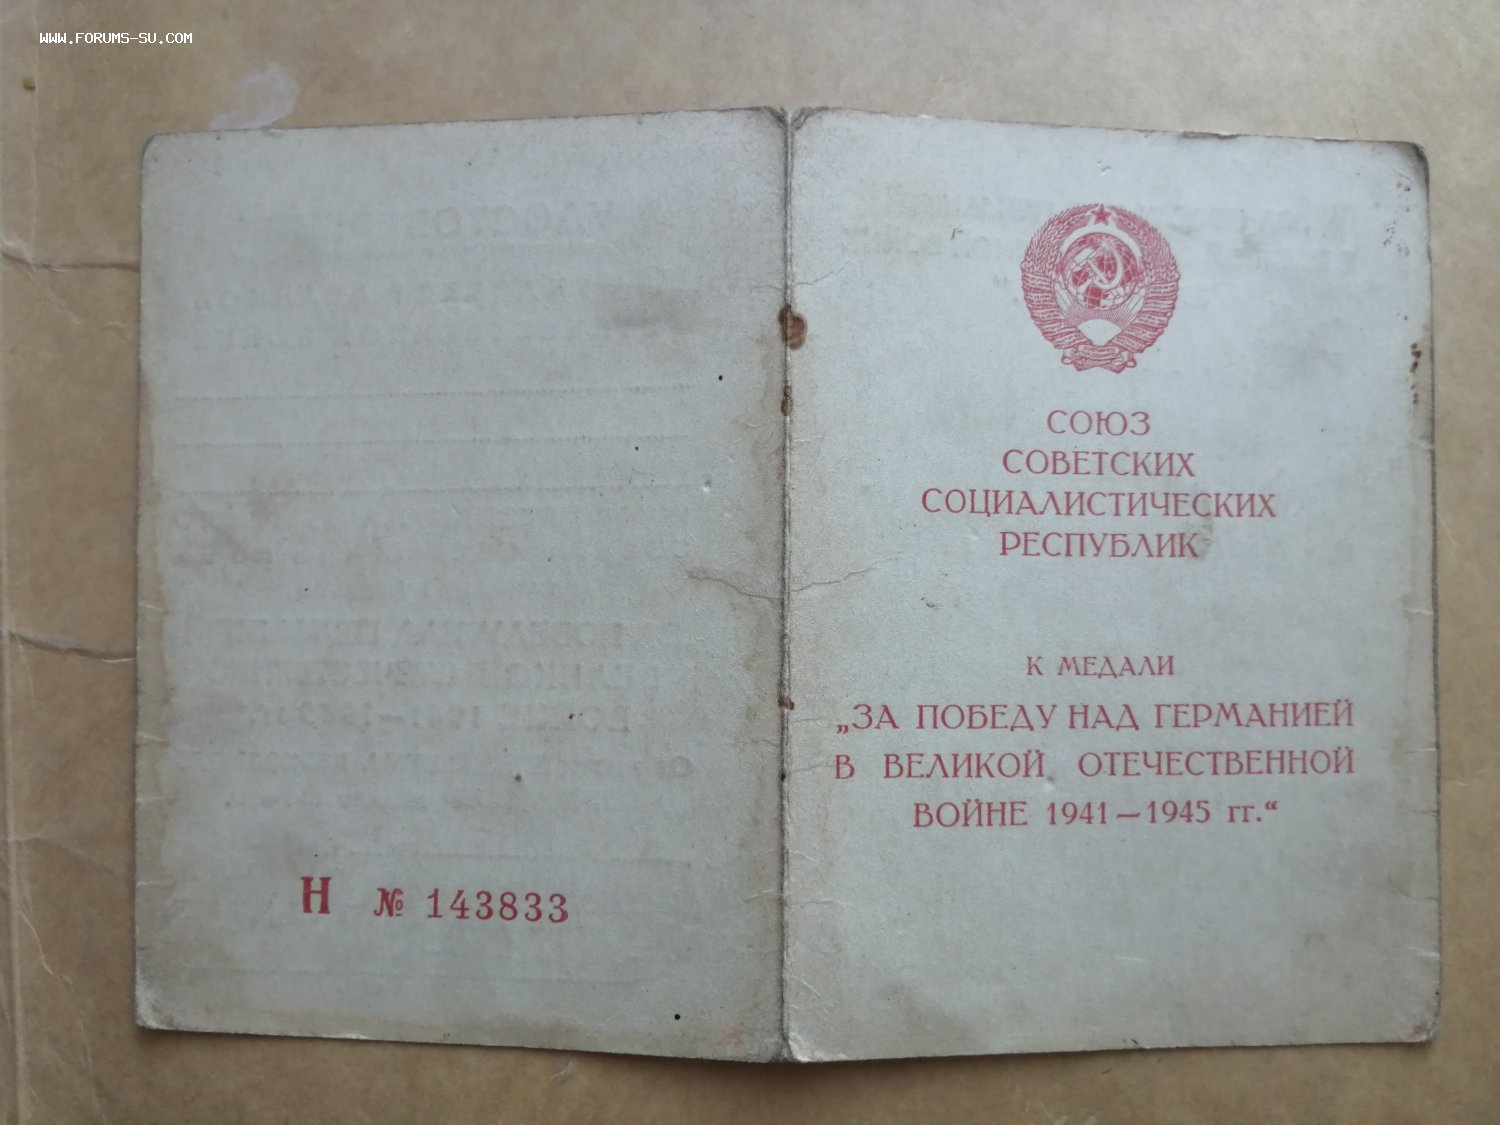 WWW.FORUMS-SU.COM
Н № 143833
СОЮЗ
СОВЕТСКИХ
СОЦИАЛИСТИЧЕСКИХ
РЕСПУБЛИК
К МЕДАЛИ
„ЗА ПОБЕДУ НАД ГЕРМАНИЕЙ
В ВЕЛИКОЙ ОТЕЧЕСТВЕННОЙ
ВОЙНЕ 1941—1945 гг.“